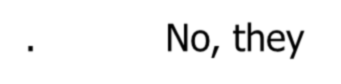 . No, they